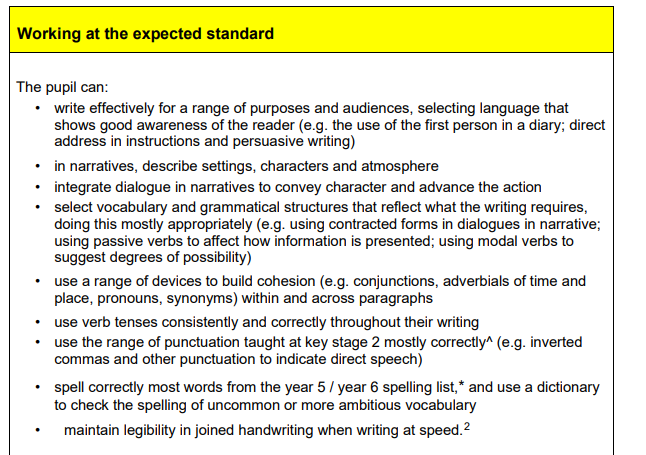 Working at the expected standard
The pupil can:
• write effectively for a range of purposes and audiences, selecting language that
shows good awareness of the reader (e.g. the use of the first person in a diary; direct
address in instructions and persuasive writing)
• in narratives, describe settings, characters and atmosphere
• integrate dialogue in narratives to convey character and advance the action
• select vocabulary and grammatical structures that reflect what the writing requires,
doing this mostly appropriately (e.g. using contracted forms in dialogues in narrative;
using passive verbs to affect how information is presented; using modal verbs to
suggest degrees of possibility)
• use a range of devices to build cohesion (e.g. conjunctions, adverbials of time and
place, pronouns, synonyms) within and across paragraphs
• use verb tenses consistently and correctly throughout their writing
• use the range of punctuation taught at key stage 2 mostly correctly^ (e.g. inverted
commas and other punctuation to indicate direct speech)
• spell correctly most words from the year 5 / year 6 spelling list,* and use a dictionary
to check the spelling of uncommon or more ambitious vocabulary
• maintain legibility in joined handwriting when writing at speed.2